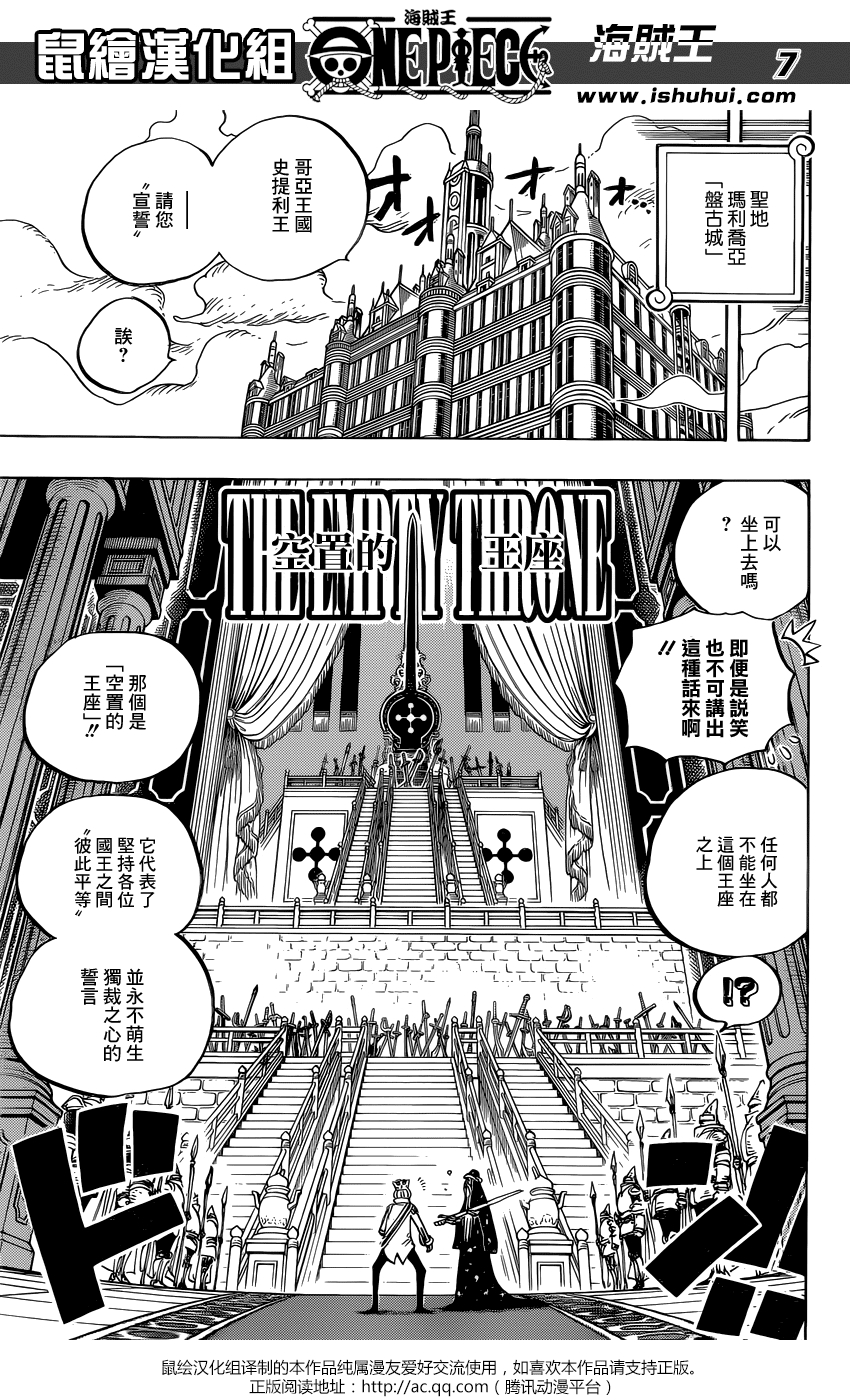 鼠繪漢化組
海賊王
ONE PIECE
海賊王
7
www.ishuhui.com
聖地
瑪利喬亞
「盤古城」
哥亞王國
史提利王
請您
〝宣誓〞
誒?
THE EMPTY THRONE
空置的 王座
可以
坐上去嗎
?
即便是説笑
也不可講出
這種話來啊
!!
任何人都
不能坐在
這個王座
之上
!?
那個是
「空置的
王座」!!
它代表了
堅持各位
國王之間
〝彼此平等〞
並永不萌生
獨裁之心的
誓言
ドドン
鼠绘汉化组译制的本作品纯属漫友爱好交流使用，如喜欢本作品请支持正版。
正版阅读地址：http://ac.qq.com（腾讯动漫平台）